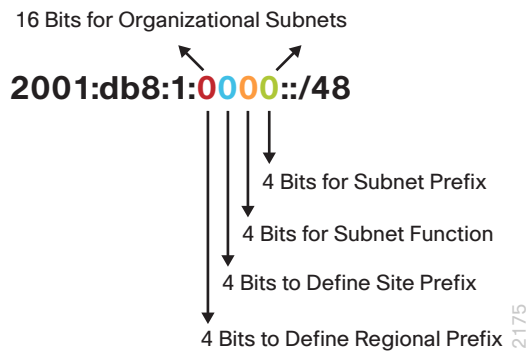 16 Bits for Organizational Subnets
2001:db8:1:0000::/48
4 Bits for Subnet Prefix
4 Bits for Subnet Function
4 Bits to Define Site Prefix
4 Bits to Define Regional Prefix
2175